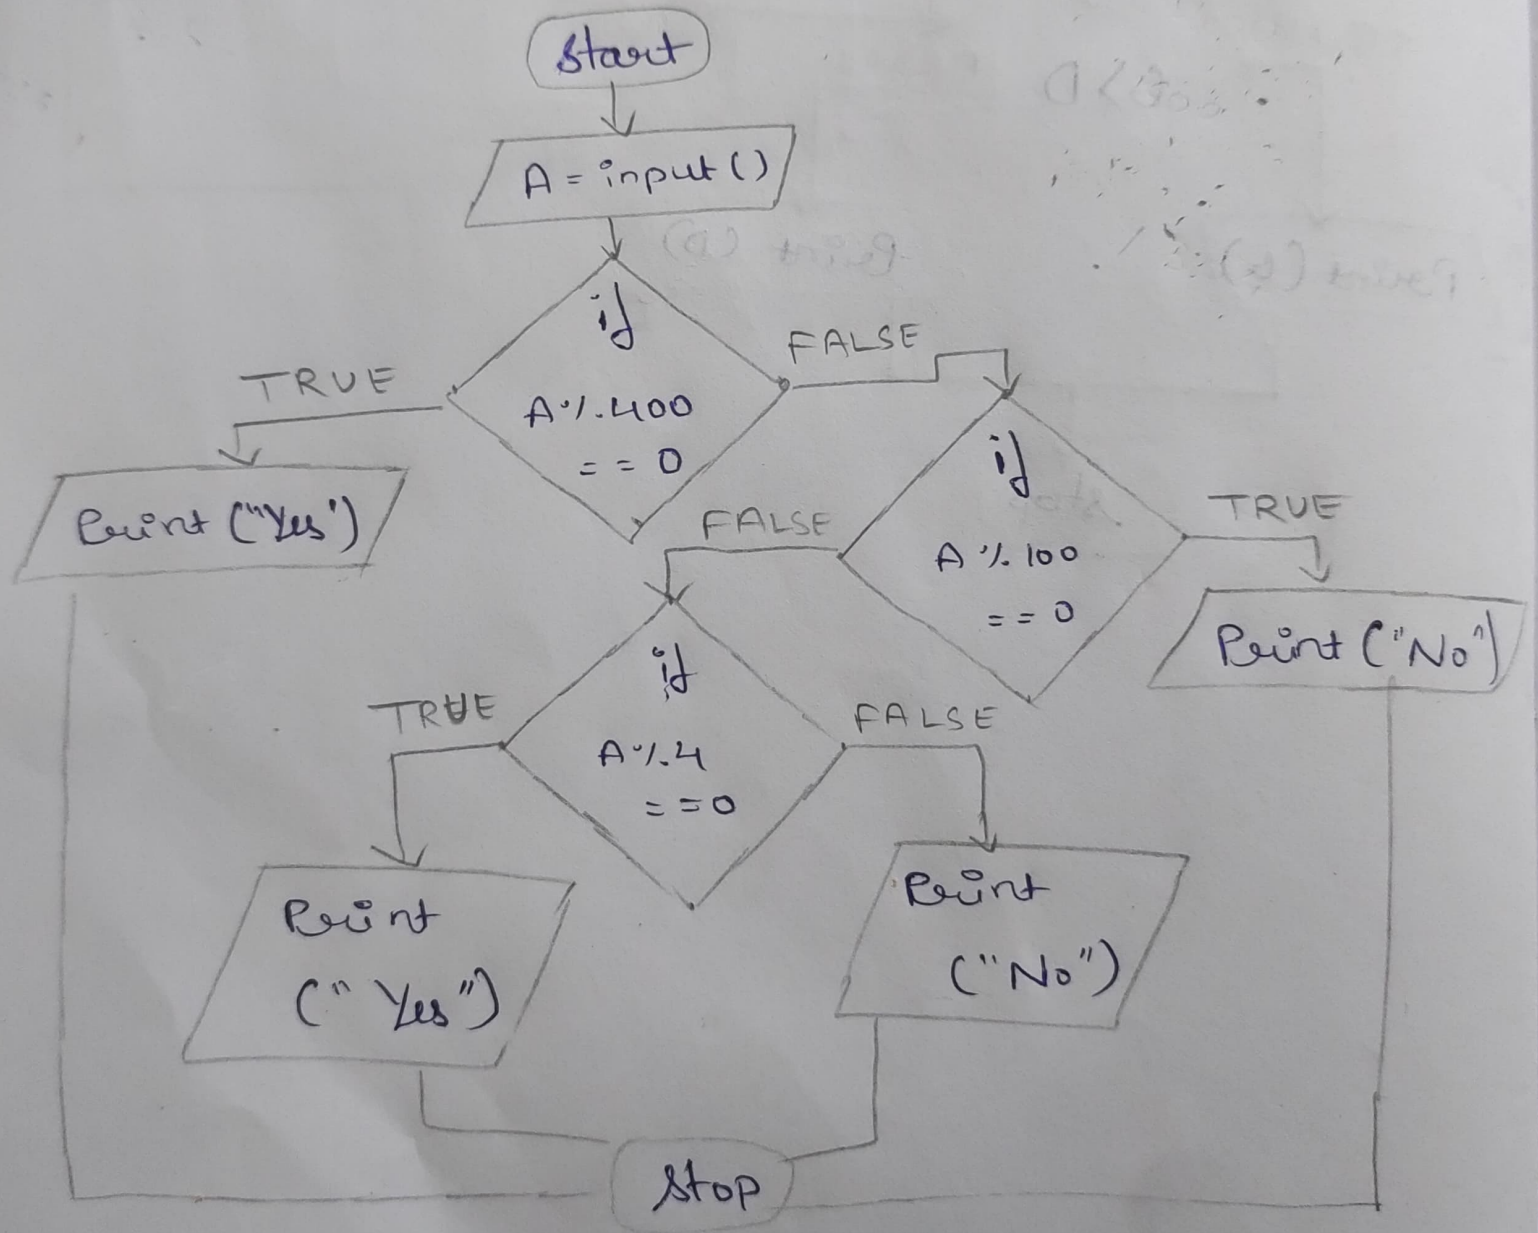 Start
A = input ()
if
A % 400
= = 0
TRUE
FALSE
Print ("Yes')
if
A % 100
= = 0
FALSE
TRUE
Print ("No")
if
A % 4
= = 0
TRUE
FALSE
Print
("Yes")
Print
("No")
Stop